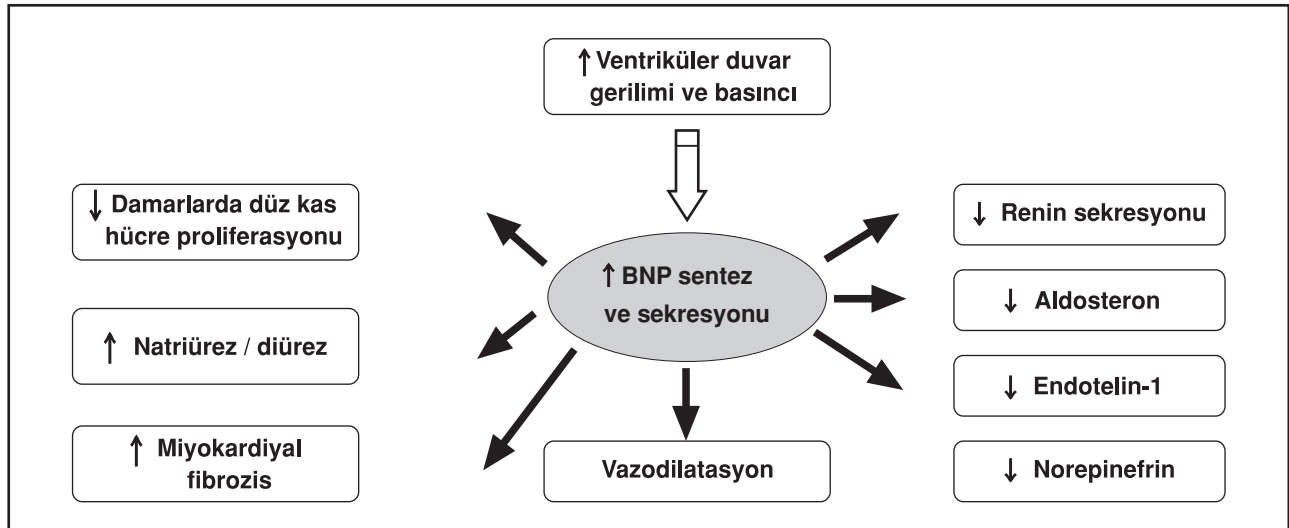 ↑ Ventriküler duvar
gerilimi ve basıncı
↓ Damarlarda düz kas
hücre proliferasyonu
↑ Natriürez / diürez
↑ Miyokardiyal
fibrozis
↑ BNP sentez
ve sekresyonu
Vazodilatasyon
↓ Renin sekresyonu
↓ Aldosteron
↓ Endotelin-1
↓ Norepinefrin